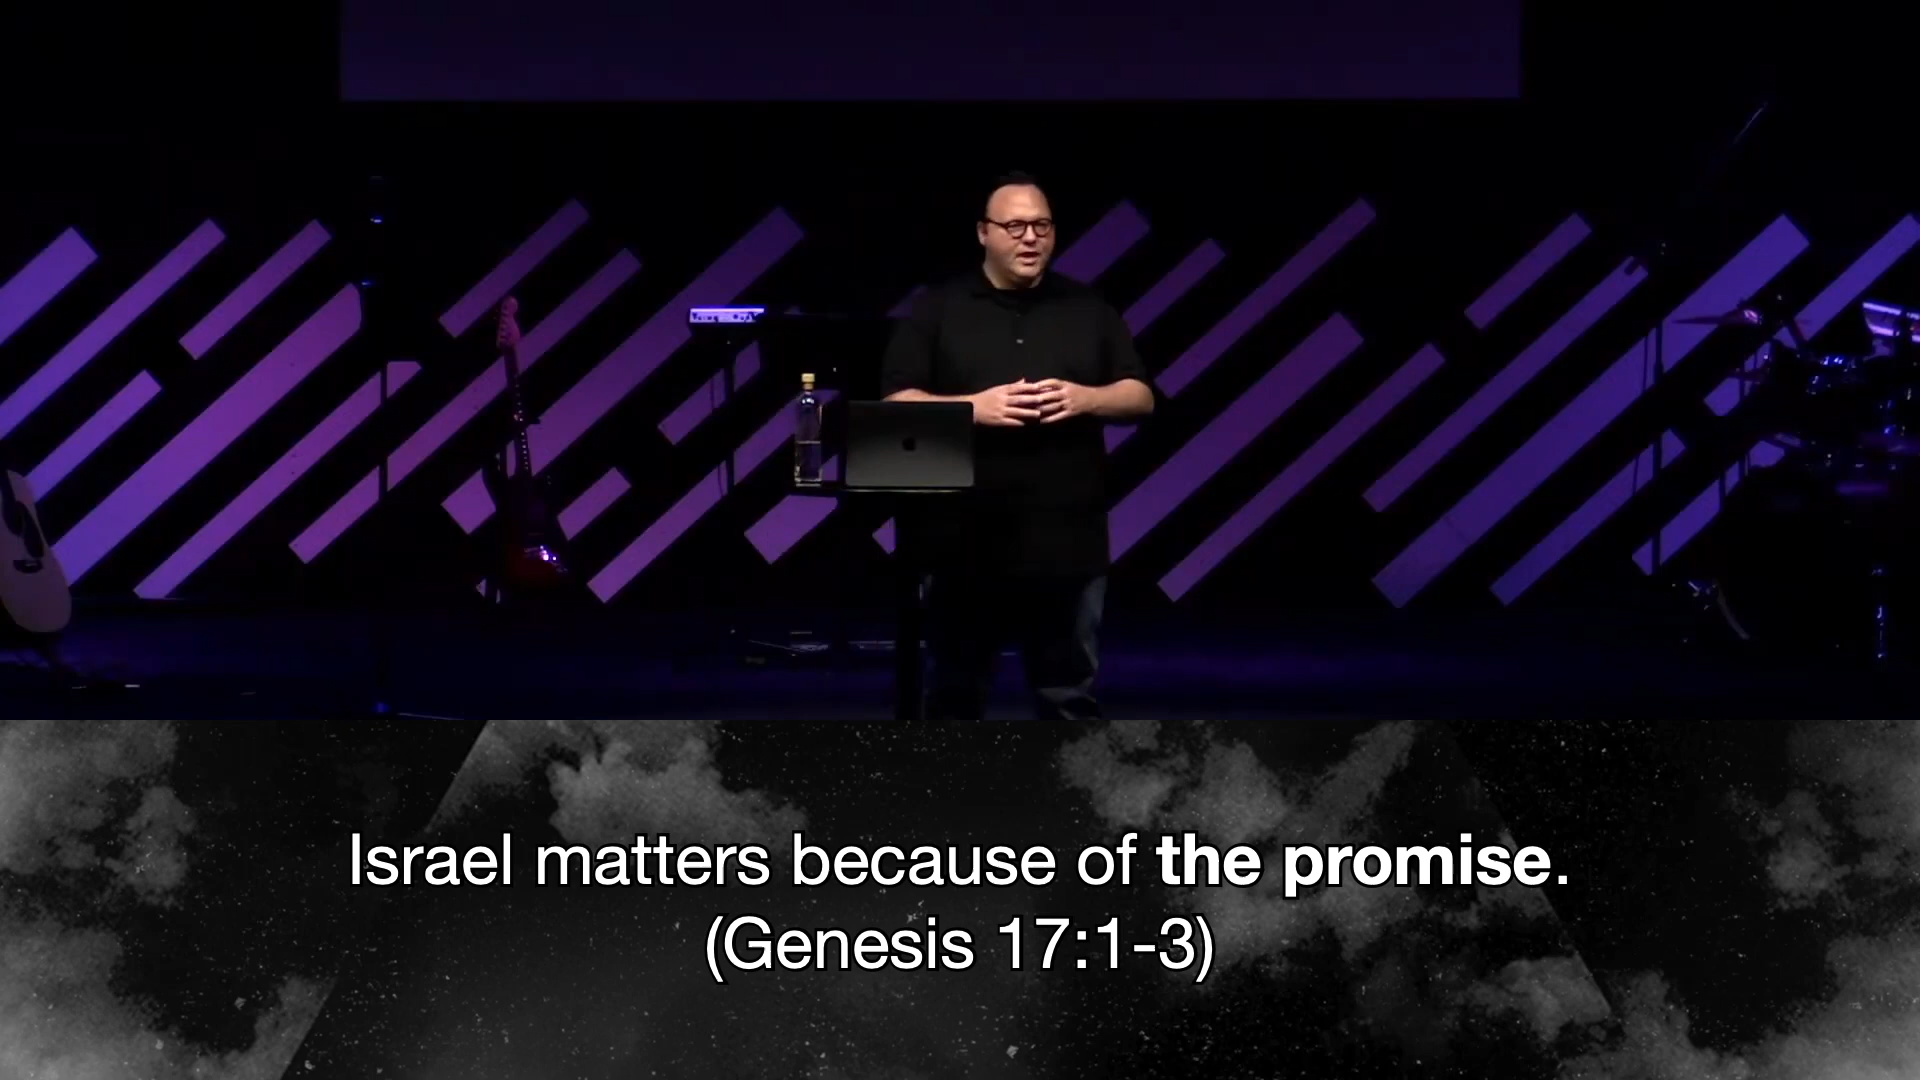 Israel matters because of the promise.
(Genesis 17:1-3)